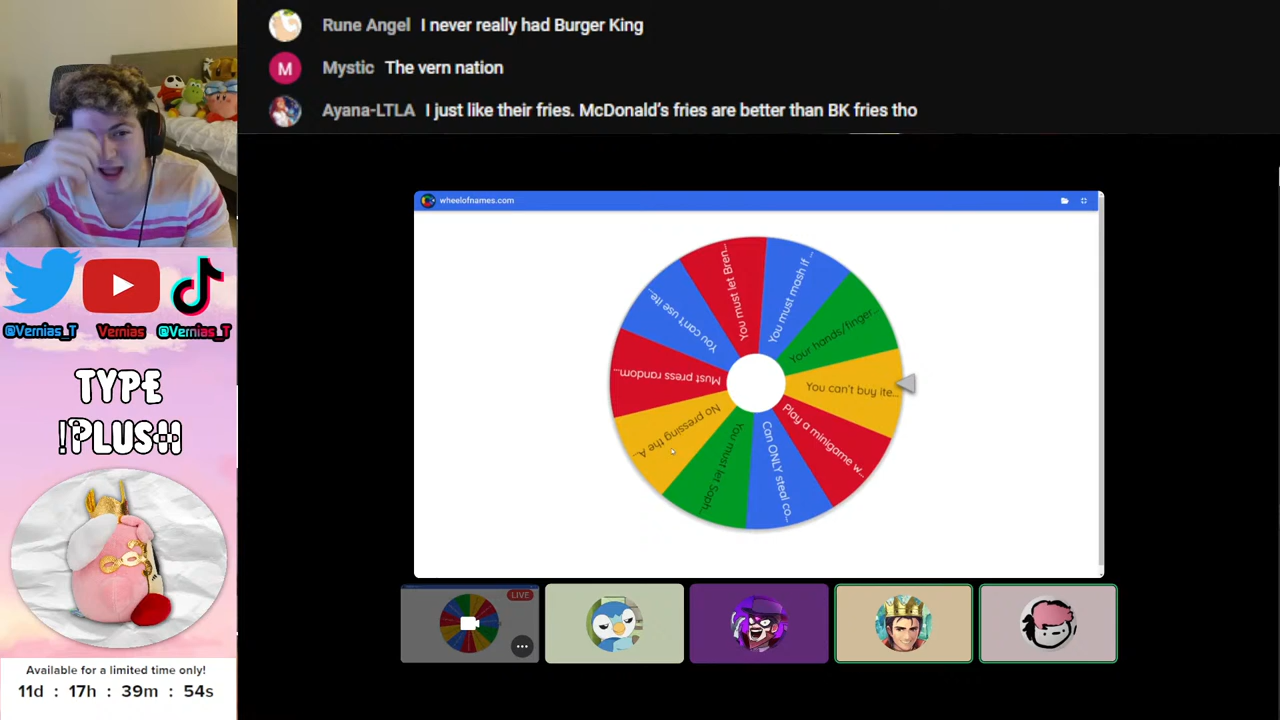 Rune Angel I never really had Burger King
M Mystic The vern nation
Ayana-LTLA I just like their fries. McDonald's fries are better than BK fries tho
wheelofnames.com
You must let Bren...
You must mash if ...
Your hands/finger...
You can't buy ite...
Play a minigame w...
Can ONLY steal co...
You must let Soph...
No pressing the A...
Must press random...
You can't use ite...
@Vernias_T Vernias @Vernias_T
TYPE
!PLUSH
LIVE
Available for a limited time only!
11d : 17h : 39m : 54s